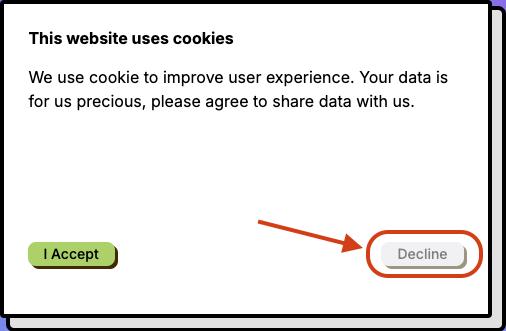 This website uses cookies
We use cookie to improve user experience. Your data is
for us precious, please agree to share data with us.
I Accept
Decline